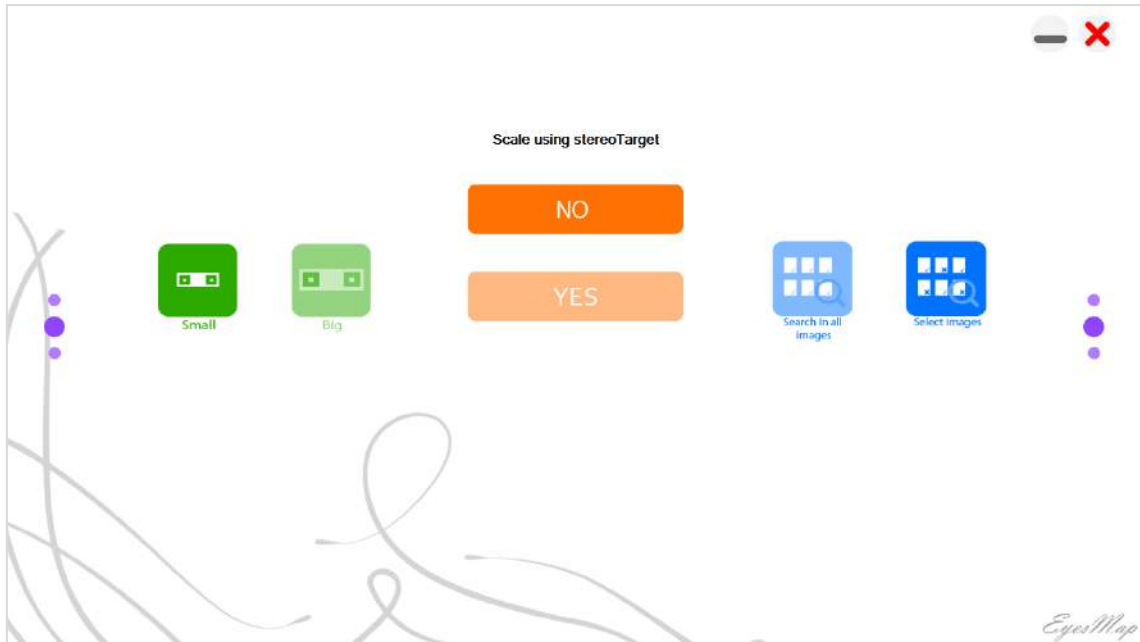 Scale using stereoTarget
NO
YES
Small
Big
Search in all
images
Select images
EyesMap